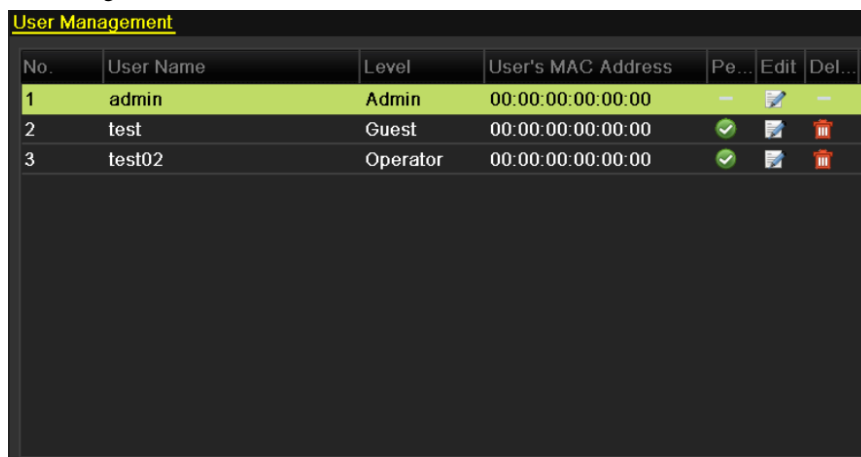 User Management
No. User Name Level User's MAC Address Pe... Edit Del...
1 admin Admin 00:00:00:00:00:00
2 test Guest 00:00:00:00:00:00
3 test02 Operator 00:00:00:00:00:00